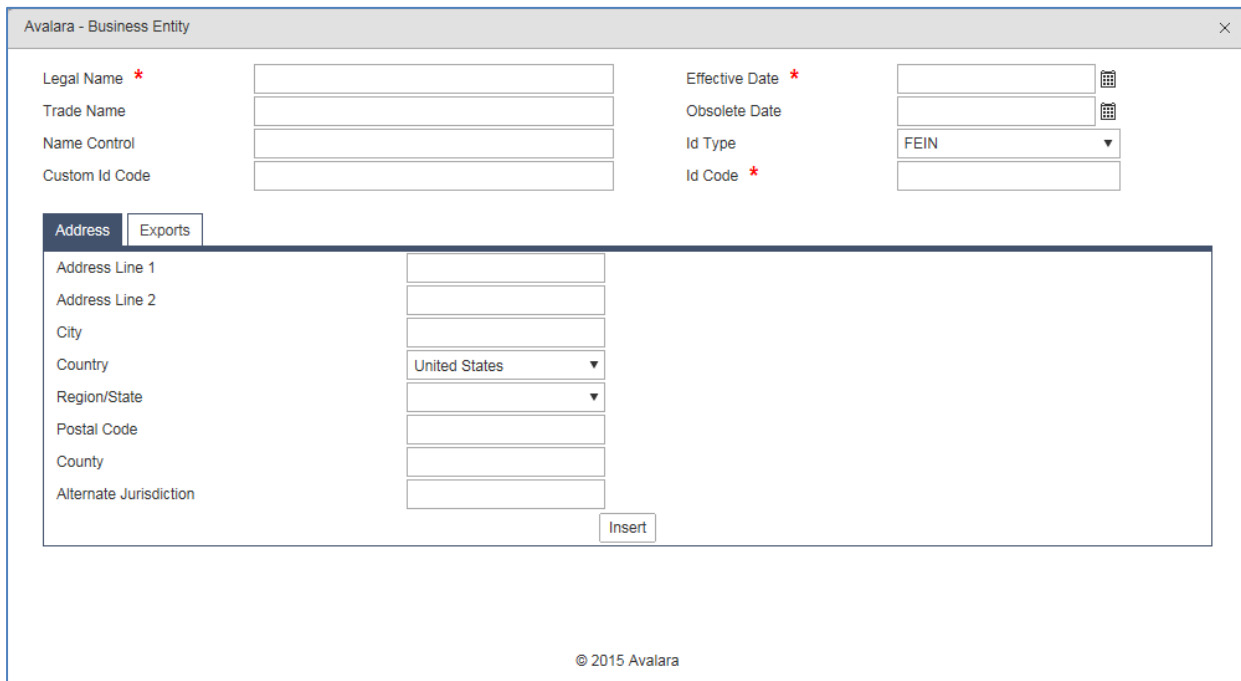 Avalara - Business Entity
Legal Name * Effective Date *
Trade Name Obsolete Date
Name Control Id Type FEIN
Custom Id Code Id Code *
Address Exports
Address Line 1
Address Line 2
City
Country United States
Region/State
Postal Code
County
Alternate Jurisdiction
Insert
© 2015 Avalara